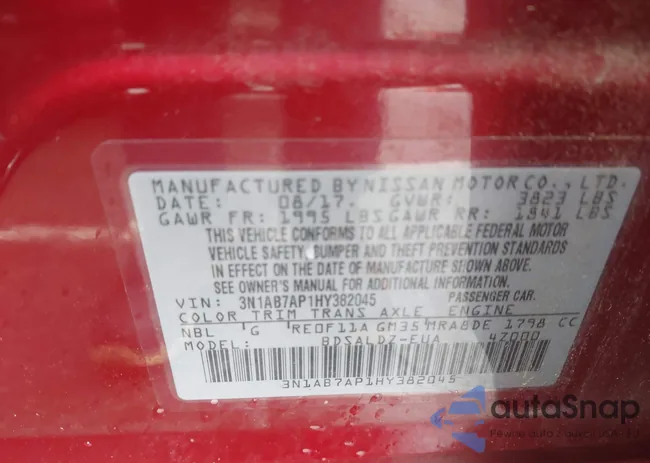 MANUFACTURED BY NISSAN MOTOR CO., LTD.
DATE: 08/17. GVWR: 3823 LBS
GAWR FR: 1995 LBS GAWR RR: 1841 LBS
THIS VEHICLE CONFORMS TO ALL APPLICABLE FEDERAL MOTOR
VEHICLE SAFETY, BUMPER AND THEFT PREVENTION STANDARDS
IN EFFECT ON THE DATE OF MANUFACTURE SHOWN ABOVE.
SEE OWNER'S MANUAL FOR ADDITIONAL INFORMATION.
VIN: 3N1AB7AP1HY382045 PASSENGER CAR.
COLOR TRIM TRANS AXLE ENGINE
NBL G RE0F11A GM35 MRA8DE 1798 CC
MODEL: BDSALDZ-EUA 47000
3N1AB7AP1HY382045
autoSnap
Pewne auto z